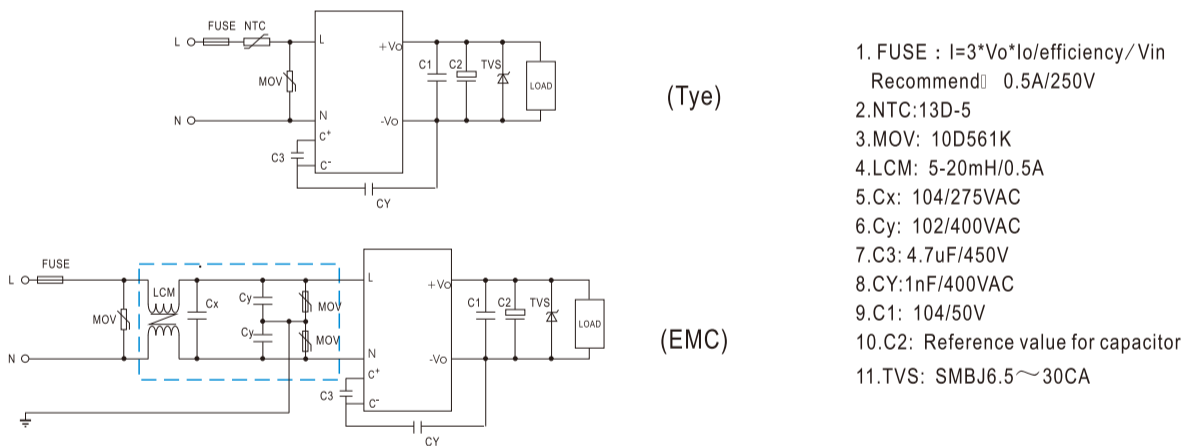 FUSE NTC
L
L
MOV
N
N
C+
C3
C-
CY
+Vo
-Vo
C1
C2
TVS
LOAD
(Tye)
FUSE
L
LCM
Cx
Cy
Cy
MOV
MOV
MOV
N
L
N
C+
C3
C-
CY
+Vo
-Vo
C1
C2
TVS
LOAD
(EMC)
1. FUSE : I=3*Vo*Io/efficiency/Vin
Recommend▯ 0.5A/250V
2.NTC:13D-5
3.MOV: 10D561K
4.LCM: 5-20mH/0.5A
5.Cx: 104/275VAC
6.Cy: 102/400VAC
7.C3: 4.7uF/450V
8.CY:1nF/400VAC
9.C1: 104/50V
10.C2: Reference value for capacitor
11.TVS: SMBJ6.5～30CA